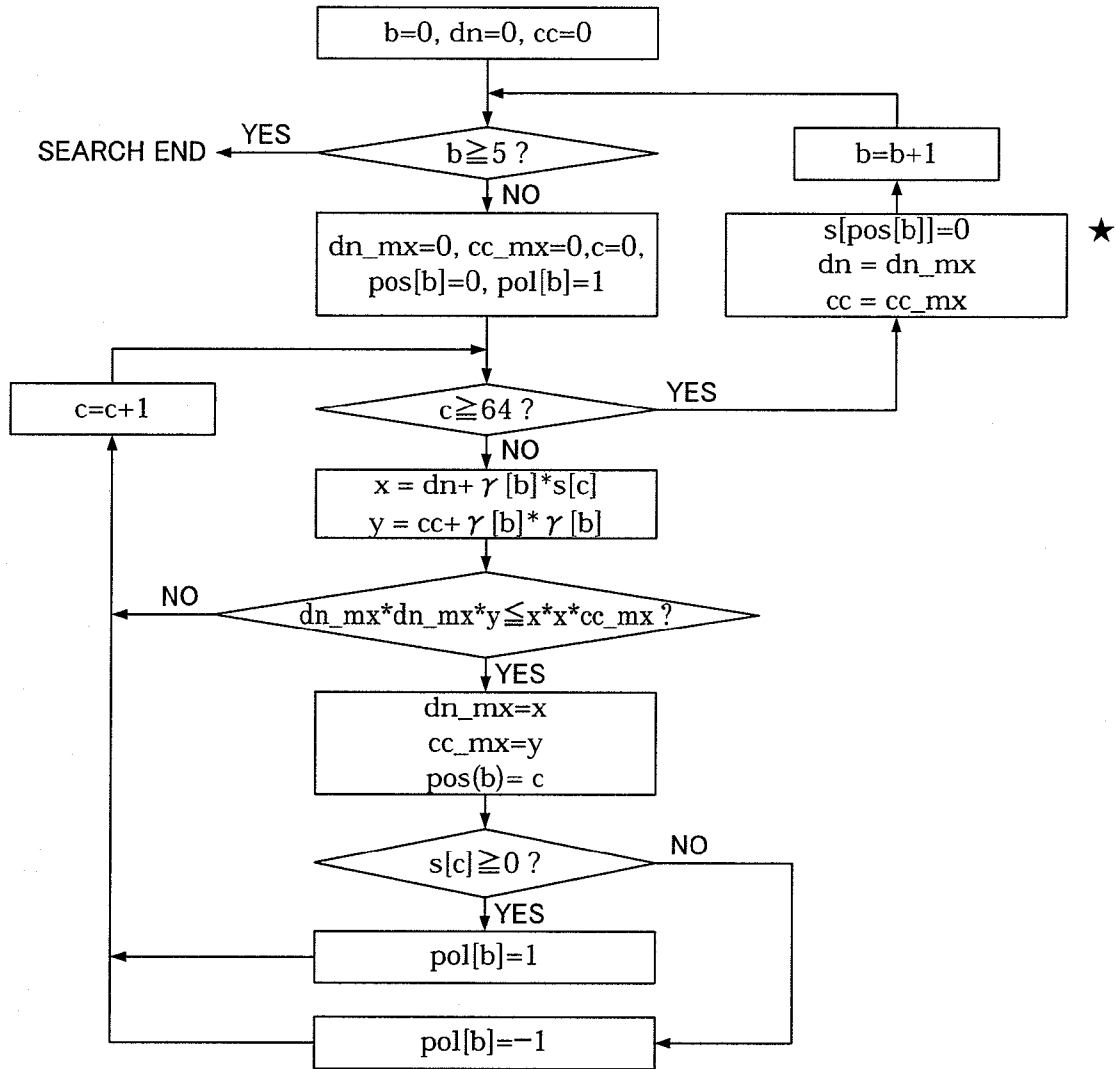 b=0, dn=0, cc=0
YES
SEARCH END
b≧5 ?
b=b+1
NO
dn_mx=0, cc_mx=0,c=0,
pos[b]=0, pol[b]=1
s[pos[b]]=0
dn = dn_mx
cc = cc_mx
★
c=c+1
c≧64 ?
YES
NO
x = dn+ γ [b]*s[c]
y = cc+ γ [b]* γ [b]
NO
dn_mx*dn_mx*y≦x*x*cc_mx ?
YES
dn_mx=x
cc_mx=y
pos(b)= c
s[c]≧0 ?
NO
YES
pol[b]=1
pol[b]=−1